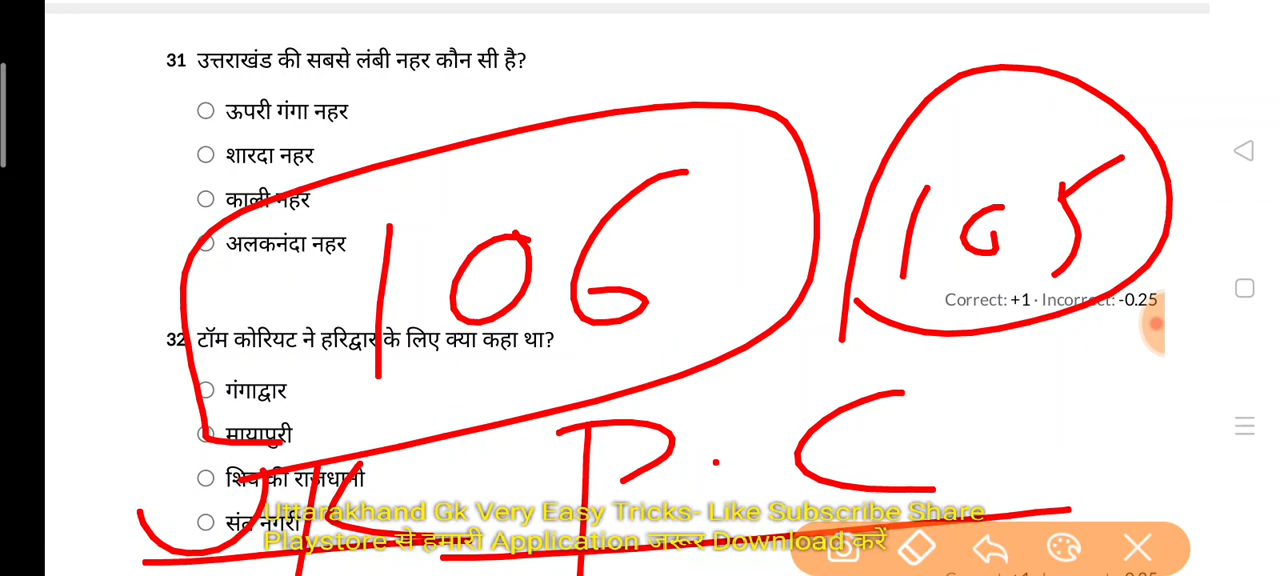 31 उत्तराखंड की सबसे लंबी नहर कौन सी है?
ऊपरी गंगा नहर
शारदा नहर
काली नहर
अलकनंदा नहर
106
105
Correct: +1 · Incorrect: -0.25
32 टॉम कोरियट ने हरिद्वार के लिए क्या कहा था?
गंगाद्वार
मायापुरी
शिव की राजधानी
संत नगरी
P.C
Uttarakhand Gk Very Easy Tricks- Like Subscribe Share
Playstore से हमारी Application जरूर Download करें